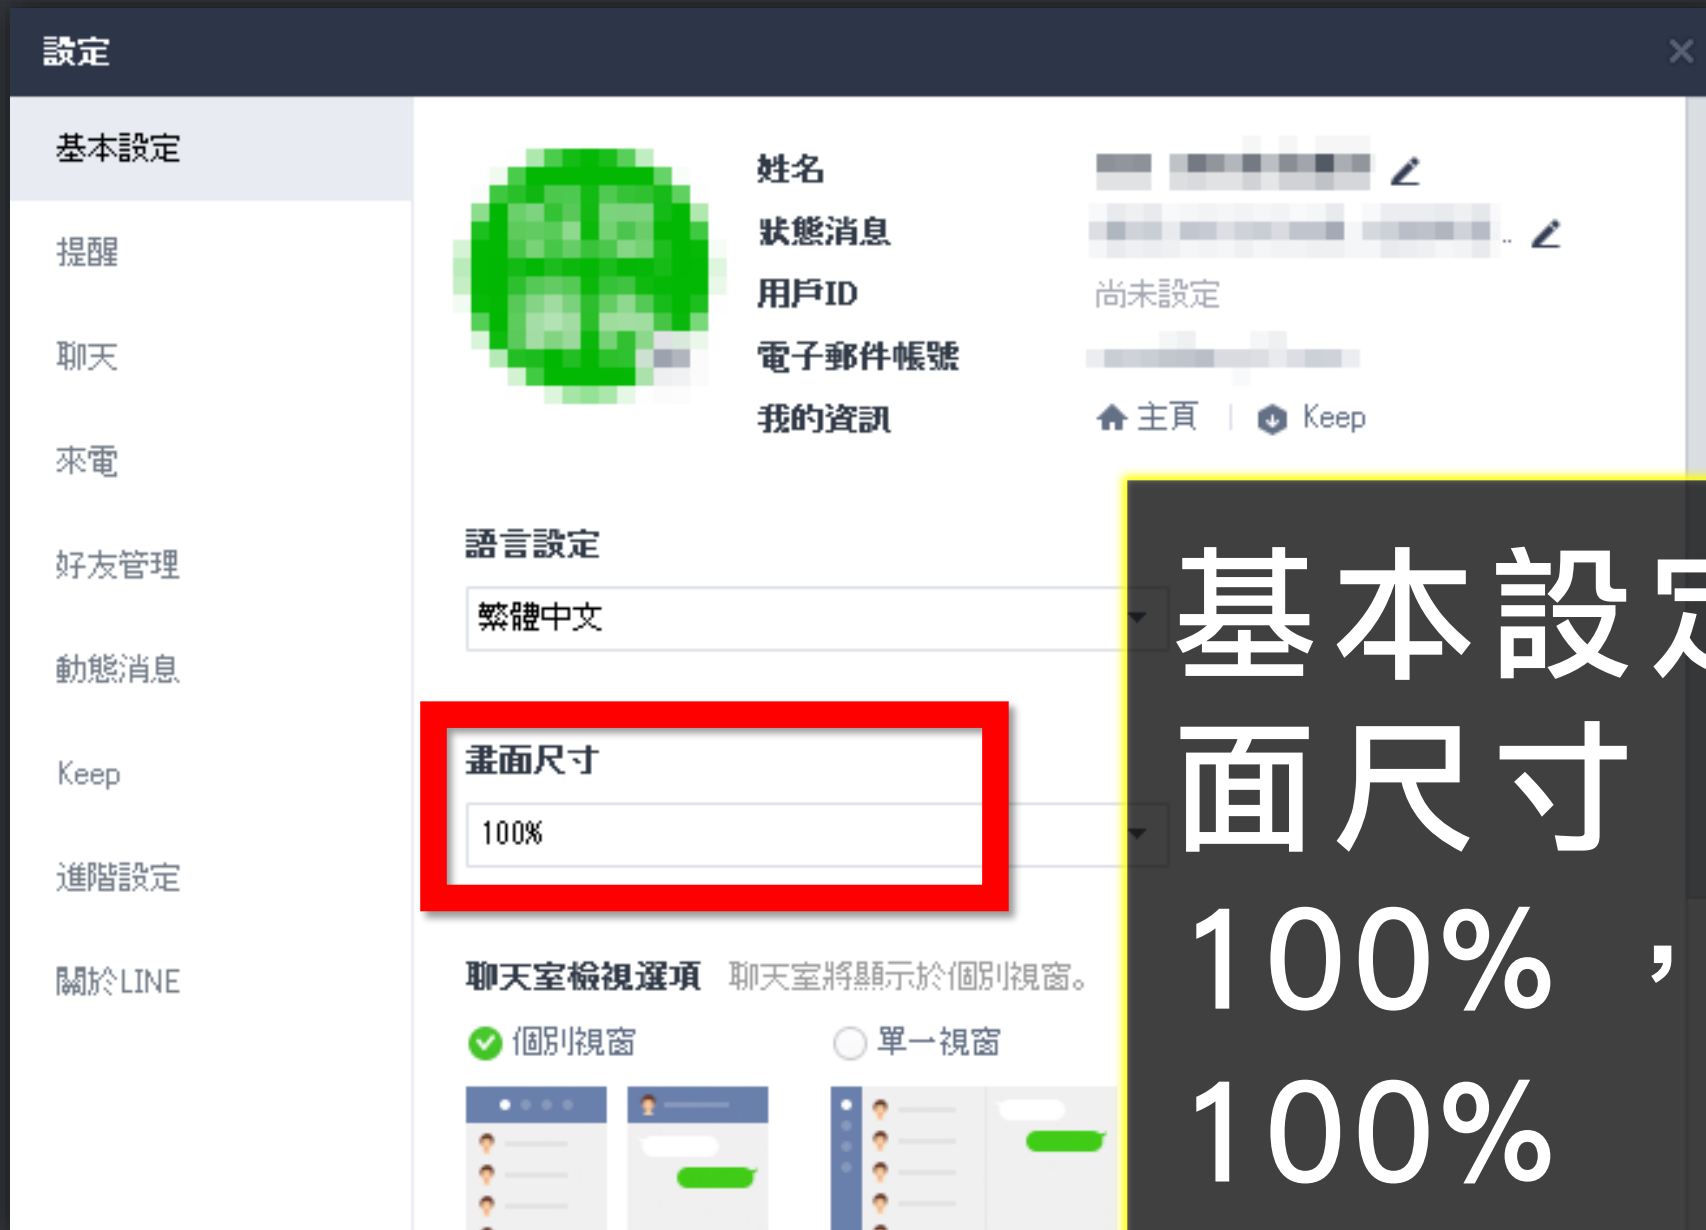 設定
基本設定
提醒
聊天
來電
好友管理
動態消息
Keep
進階設定
關於LINE
姓名
狀態消息
用戶ID 尚未設定
電子郵件帳號
我的資訊 主頁 | Keep
語言設定
繁體中文
畫面尺寸
100%
聊天室檢視選項 聊天室將顯示於個別視窗。
個別視窗 單一視窗
基本設定
面尺寸
100%，
100%